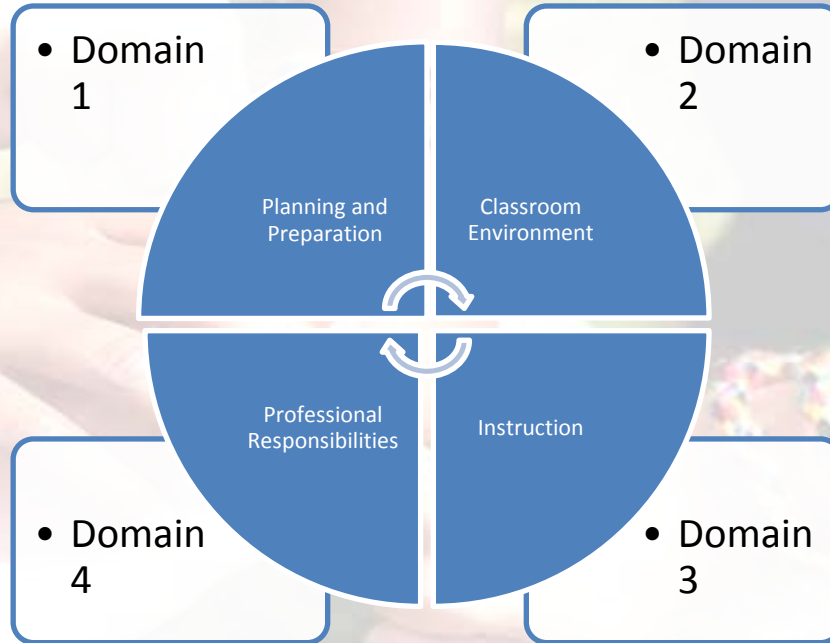 • Domain
1
• Domain
2
Planning and
Preparation
Classroom
Environment
Professional
Responsibilities
Instruction
• Domain
4
• Domain
3